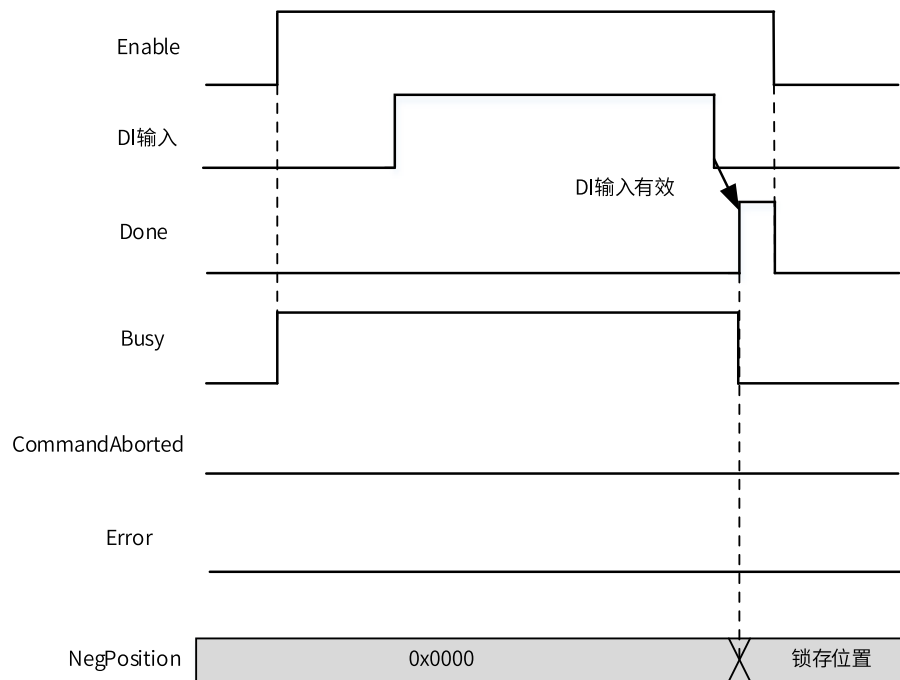 Enable
DI输入
DI输入有效
Done
Busy
CommandAborted
Error
NegPosition 0x0000 锁存位置